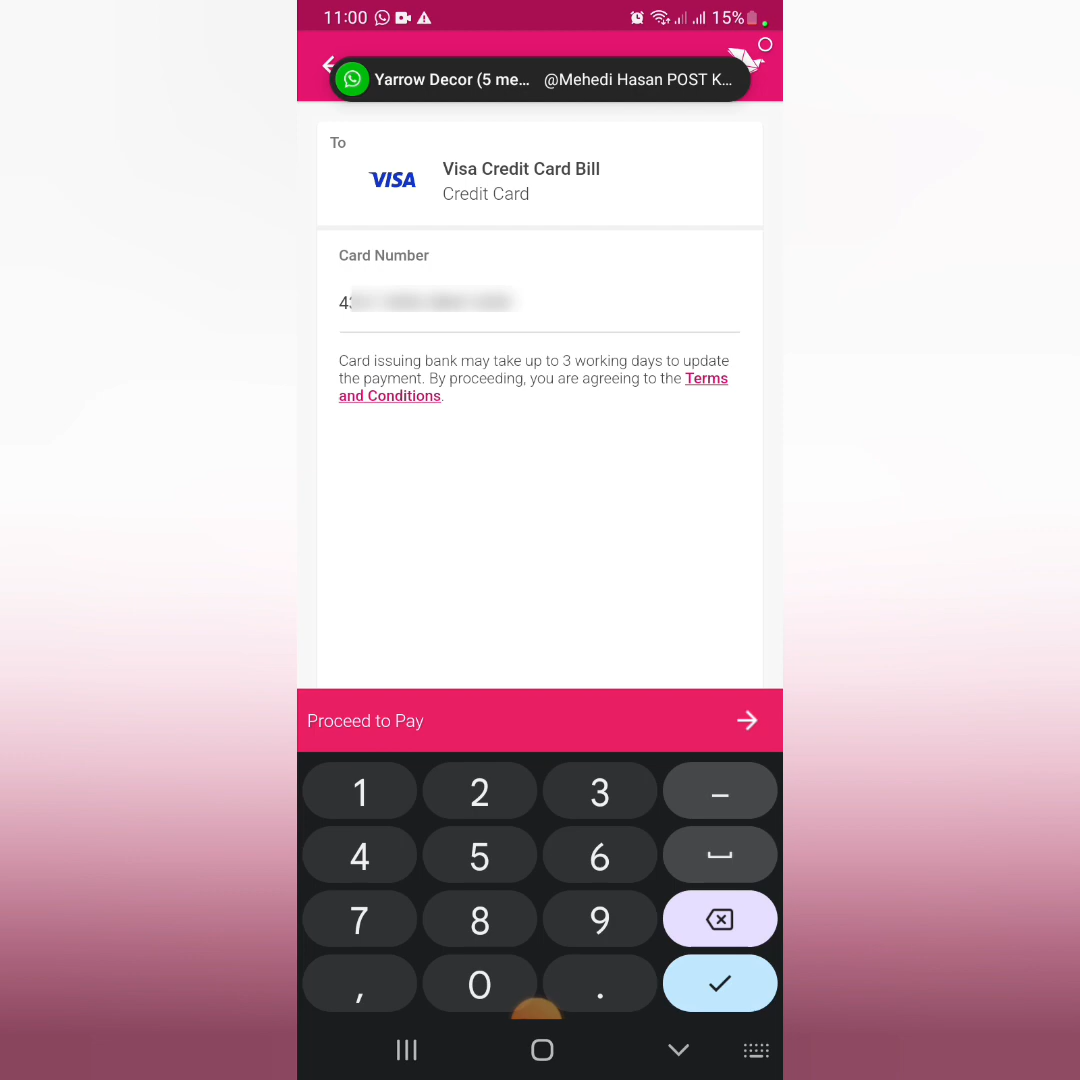 11:00
15%
Yarrow Decor (5 me... @Mehedi Hasan POST K...
To
VISA
Visa Credit Card Bill
Credit Card
Card Number
Card issuing bank may take up to 3 working days to update
the payment. By proceeding, you are agreeing to the Terms
and Conditions.
Proceed to Pay
1 2 3 –
4 5 6
7 8 9
, 0 .